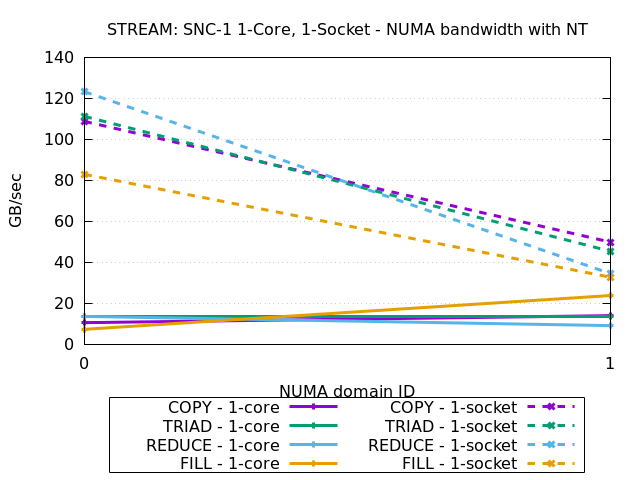 STREAM: SNC-1 1-Core, 1-Socket - NUMA bandwidth with NT
140
120
100
80
60
40
20
0
GB/sec
0 1
NUMA domain ID
COPY - 1-core COPY - 1-socket
TRIAD - 1-core TRIAD - 1-socket
REDUCE - 1-core REDUCE - 1-socket
FILL - 1-core FILL - 1-socket